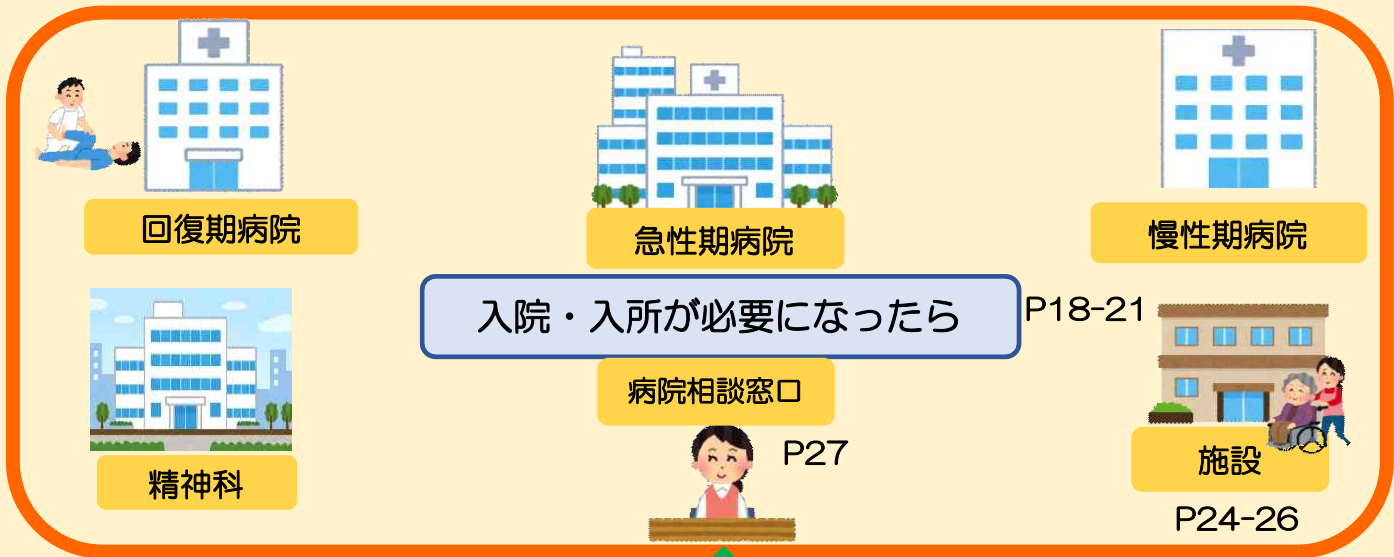 回復期病院
急性期病院
慢性期病院
入院・入所が必要になったら
P18-21
病院相談窓口
P27
精神科
施設
P24-26